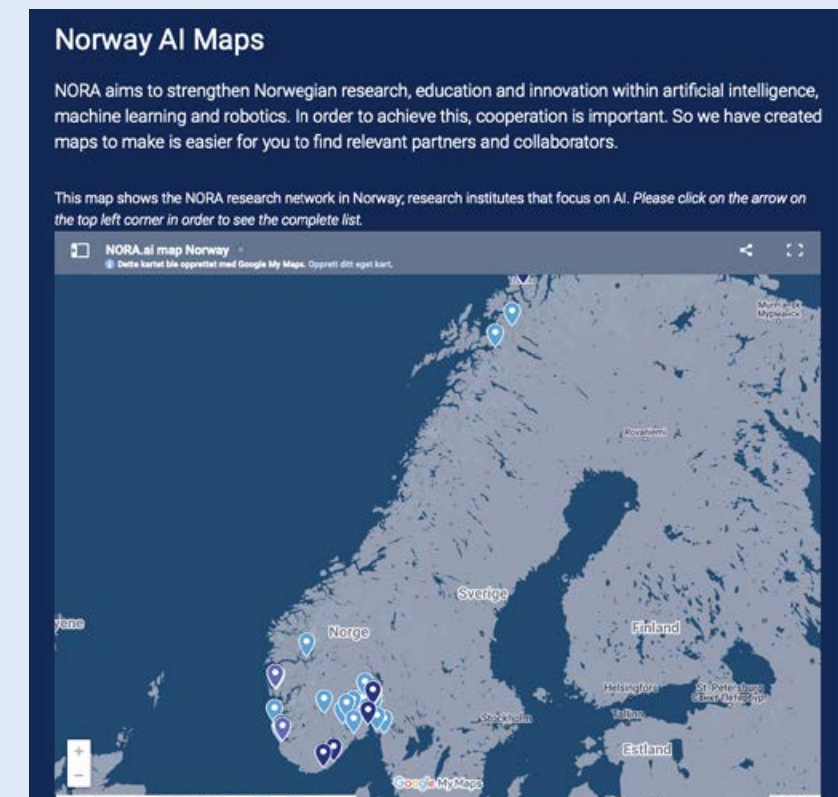 Norway AI Maps
NORA aims to strengthen Norwegian research, education and innovation within artificial intelligence,
machine learning and robotics. In order to achieve this, cooperation is important. So we have created
maps to make is easier for you to find relevant partners and collaborators.
This map shows the NORA research network in Norway; research institutes that focus on AI. Please click on the arrow on
the top left corner in order to see the complete list.
NORA.ai map Norway
Dette kartet ble opprettet med Google My Maps. Opprett ditt eget kart.
Murmansk
Мурманск
Rovaniemi
Sverige
yene
Norge
Finland
Helsingfors
St. Petersburg
Санкт-Петербург
Tallinn
Stockholm
Estland
Google My Maps
+
−